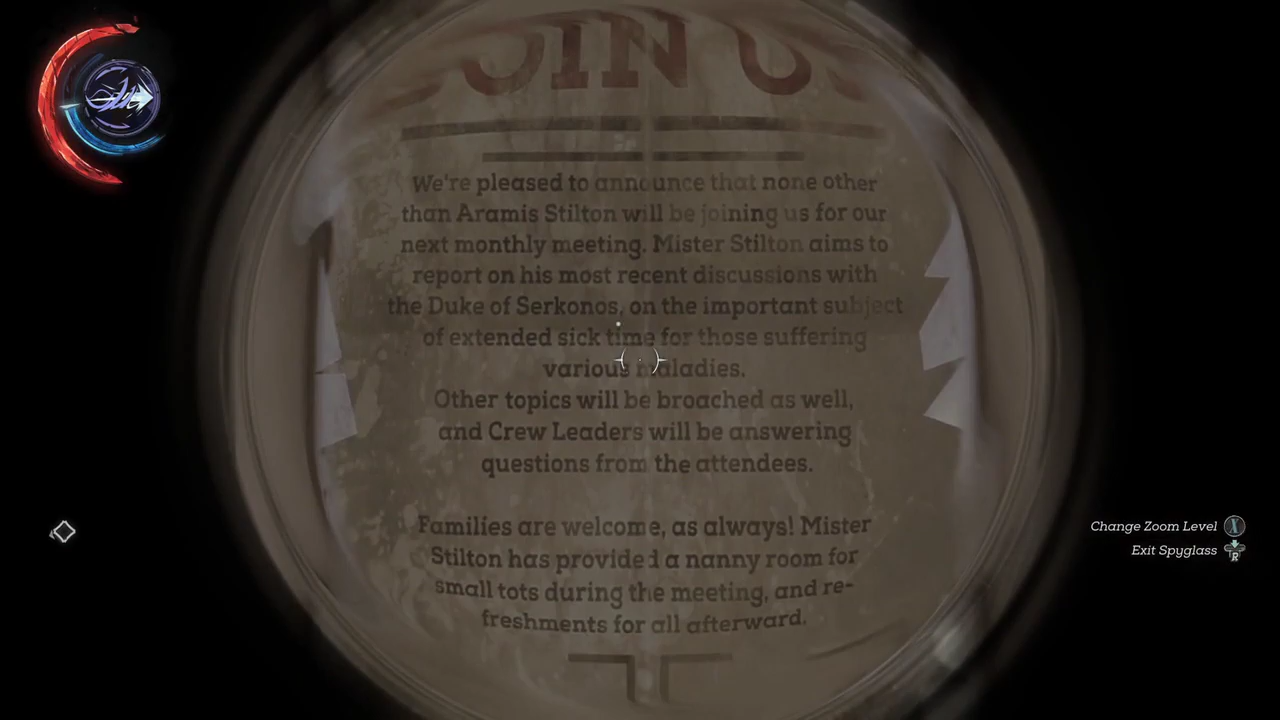 JOIN US
We're pleased to announce that none other
than Aramis Stilton will be joining us for our
next monthly meeting. Mister Stilton aims to
report on his most recent discussions with
the Duke of Serkonos, on the important subject
of extended sick time for those suffering
various maladies.
Other topics will be broached as well,
and Crew Leaders will be answering
questions from the attendees.
Families are welcome, as always! Mister
Stilton has provided a nanny room for
small tots during the meeting, and re-
freshments for all afterward.
Change Zoom Level X
Exit Spyglass R